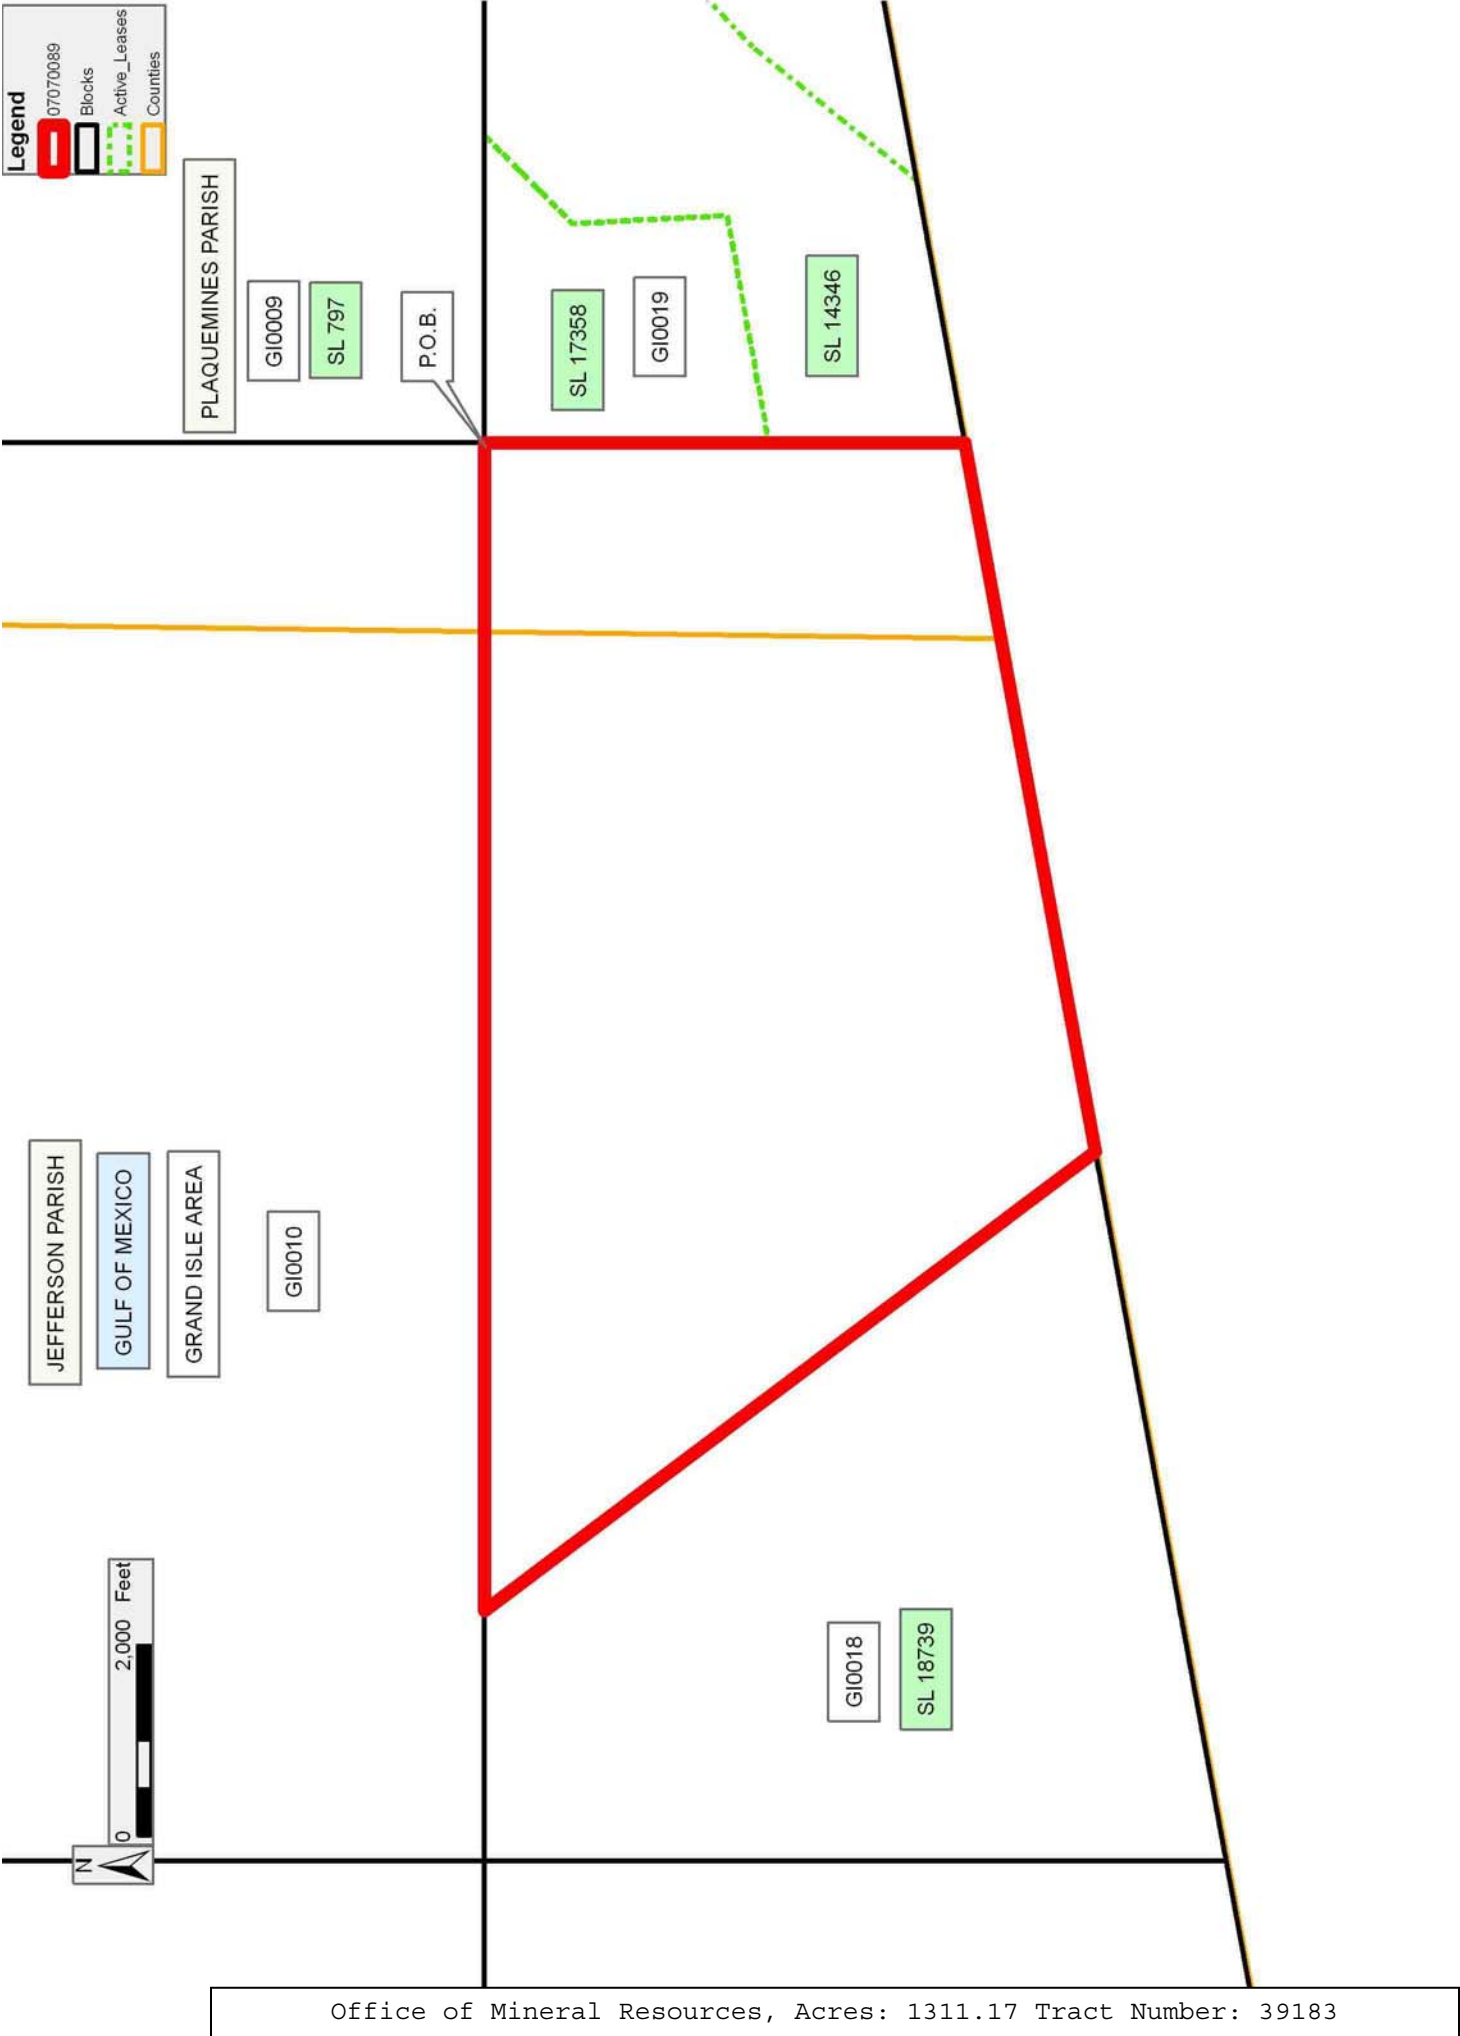 Legend
07070089
Blocks
Active_Leases
Counties
PLAQUEMINES PARISH
GI0009
SL 797
P.O.B.
SL 17358
GI0019
SL 14346
JEFFERSON PARISH
GULF OF MEXICO
GRAND ISLE AREA
GI0010
N
0 2,000 Feet
GI0018
SL 18739
Office of Mineral Resources, Acres: 1311.17 Tract Number: 39183